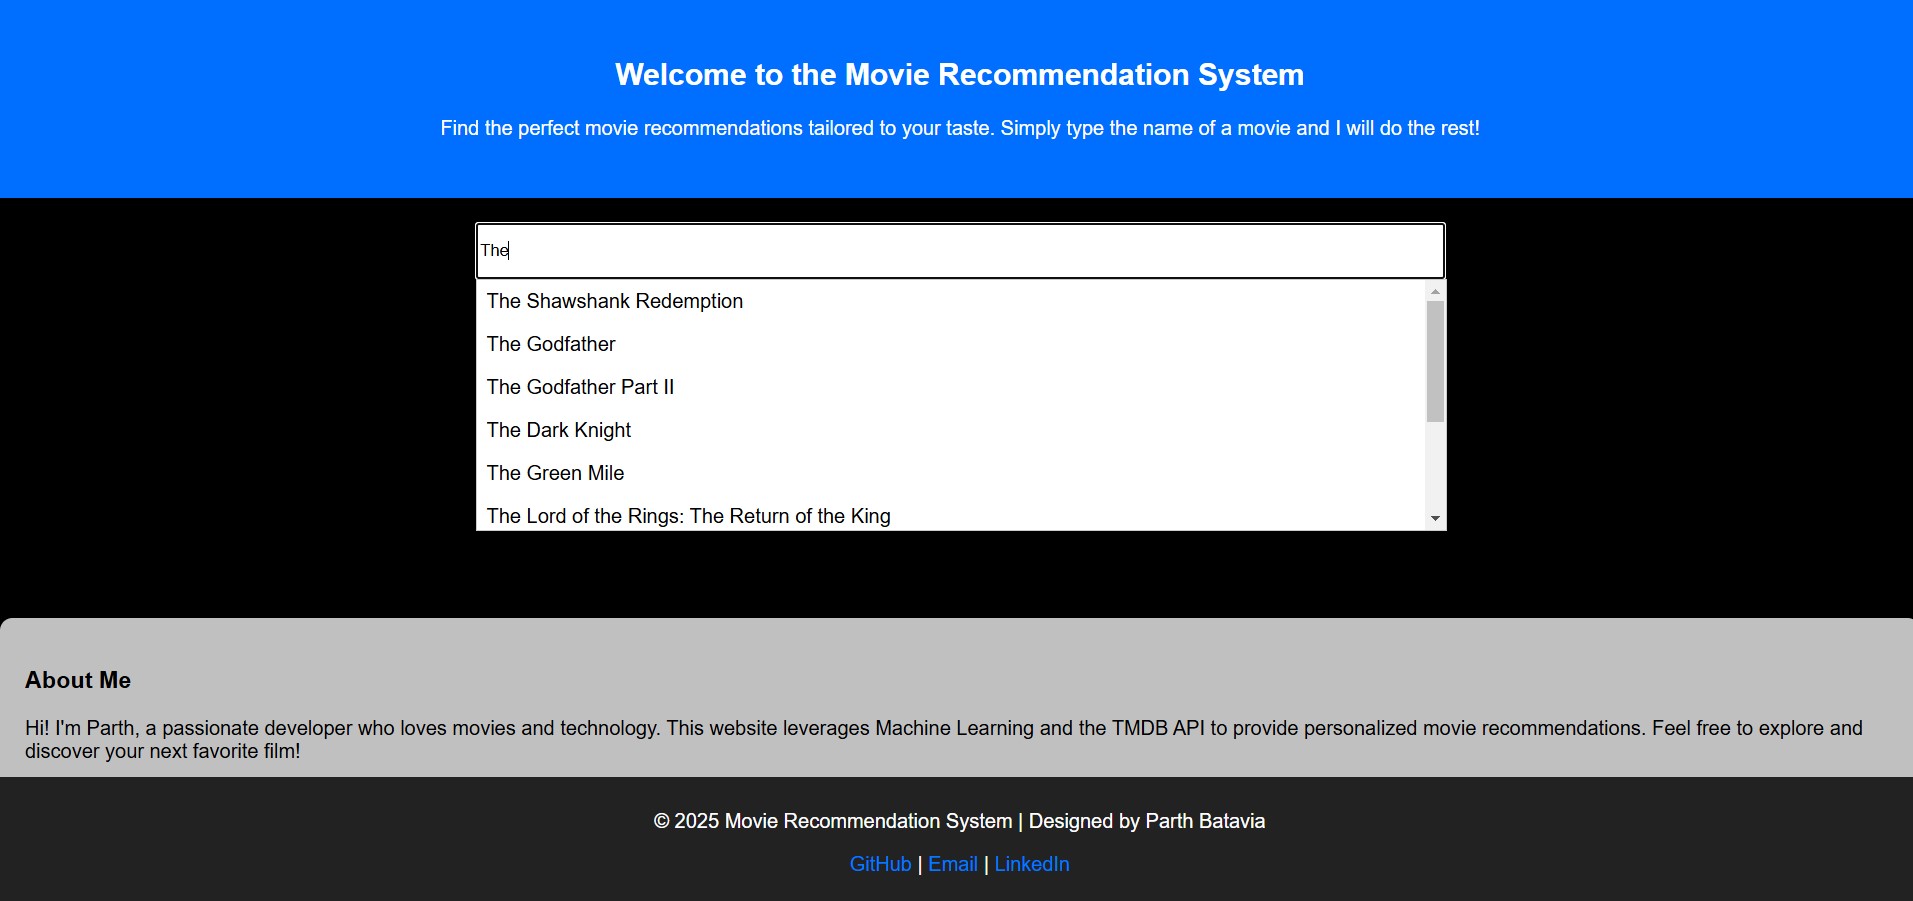 Welcome to the Movie Recommendation System
Find the perfect movie recommendations tailored to your taste. Simply type the name of a movie and I will do the rest!
The
The Shawshank Redemption
The Godfather
The Godfather Part II
The Dark Knight
The Green Mile
The Lord of the Rings: The Return of the King
About Me
Hi! I'm Parth, a passionate developer who loves movies and technology. This website leverages Machine Learning and the TMDB API to provide personalized movie recommendations. Feel free to explore and
discover your next favorite film!
© 2025 Movie Recommendation System | Designed by Parth Batavia
GitHub | Email | LinkedIn